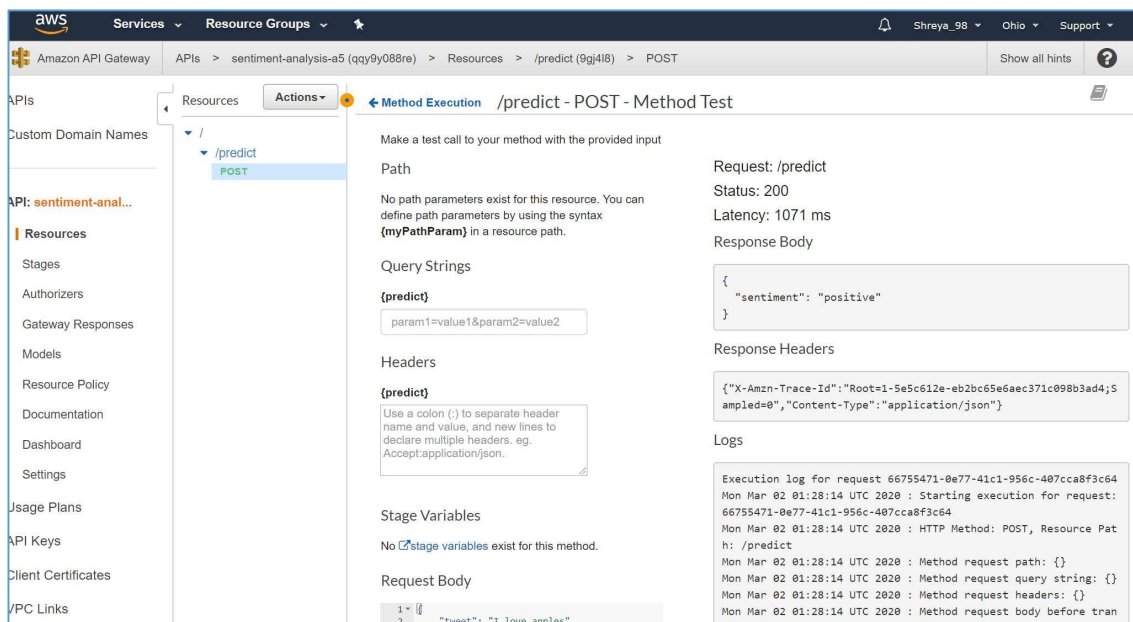 aws Services Resource Groups Shreya_98 Ohio Support
Amazon API Gateway APIs > sentiment-analysis-a5 (qqy9y088re) > Resources > /predict (9gj4l8) > POST Show all hints ?
APIs
Custom Domain Names
API: sentiment-anal...
Resources
Stages
Authorizers
Gateway Responses
Models
Resource Policy
Documentation
Dashboard
Settings
Usage Plans
API Keys
Client Certificates
VPC Links
Resources Actions
/
/predict
POST
Method Execution /predict - POST - Method Test
Make a test call to your method with the provided input
Path
No path parameters exist for this resource. You can
define path parameters by using the syntax
{myPathParam} in a resource path.
Query Strings
{predict}
param1=value1&param2=value2
Headers
{predict}
Use a colon (:) to separate header
name and value, and new lines to
declare multiple headers. eg.
Accept:application/json.
Stage Variables
No stage variables exist for this method.
Request Body
1 {
2 "tweet": "I love apples"
Request: /predict
Status: 200
Latency: 1071 ms
Response Body
{
"sentiment": "positive"
}
Response Headers
{"X-Amzn-Trace-Id":"Root=1-5e5c612e-eb2bc65e6aec371c098b3ad4;S
ampled=0","Content-Type":"application/json"}
Logs
Execution log for request 66755471-0e77-41c1-956c-407cca8f3c64
Mon Mar 02 01:28:14 UTC 2020 : Starting execution for request:
66755471-0e77-41c1-956c-407cca8f3c64
Mon Mar 02 01:28:14 UTC 2020 : HTTP Method: POST, Resource Pat
h: /predict
Mon Mar 02 01:28:14 UTC 2020 : Method request path: {}
Mon Mar 02 01:28:14 UTC 2020 : Method request query string: {}
Mon Mar 02 01:28:14 UTC 2020 : Method request headers: {}
Mon Mar 02 01:28:14 UTC 2020 : Method request body before tran